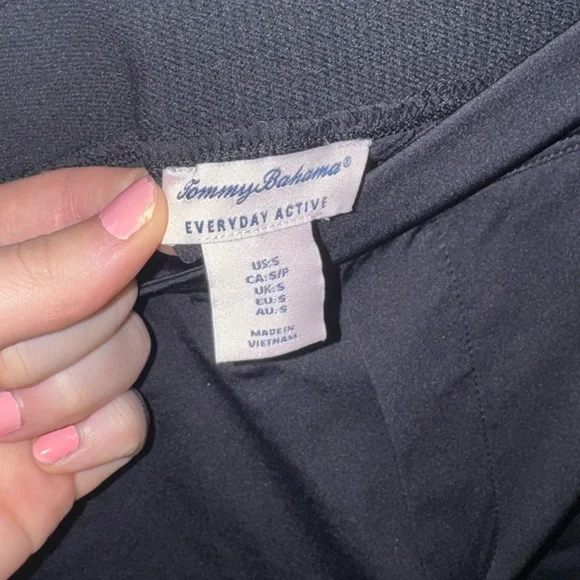 Tommy Bahama®
EVERYDAY ACTIVE
US:S
CA:S/P
UK:S
EU:S
AU:S
MADE IN
VIETNAM